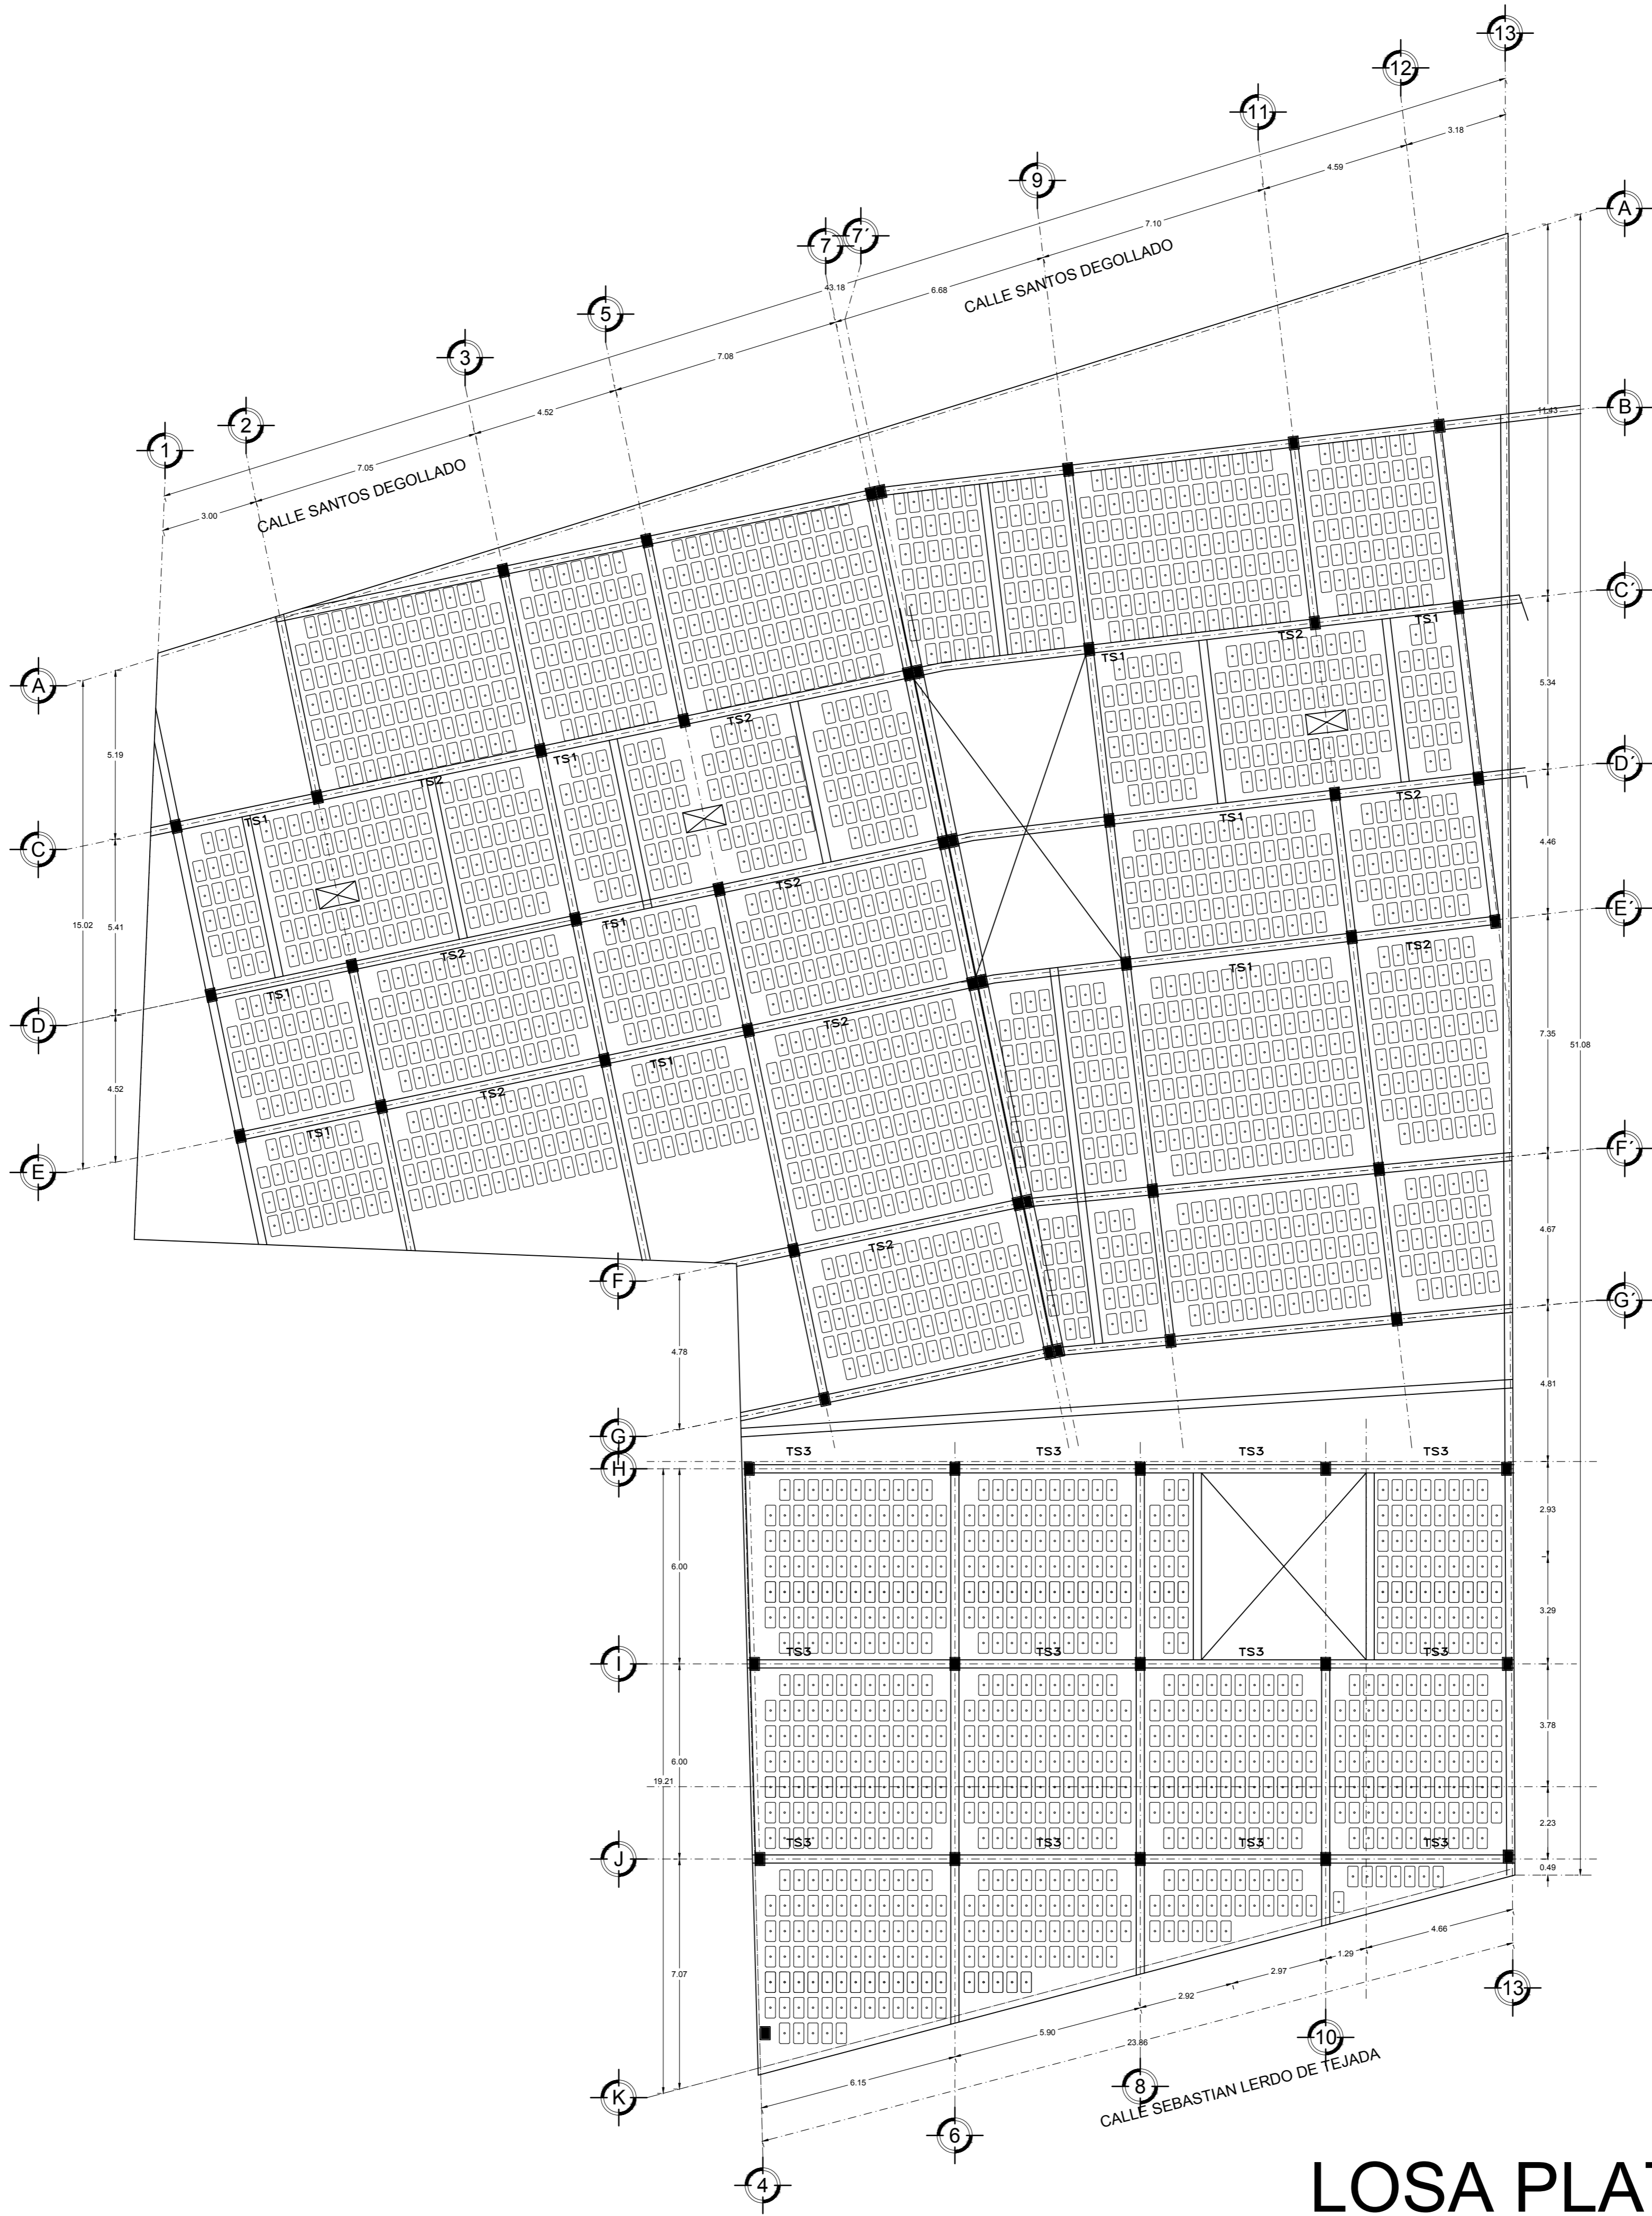 13
12
11
3.18
4.59
9
A
7.10
7 7´
43.18
6.68
CALLE SANTOS DEGOLLADO
5
7.08
3
4.52
B
11.43
2
1
7.05
CALLE SANTOS DEGOLLADO
3.00
C´
TS1
TS2
TS1
A
5.34
TS2
5.19
TS1
D´
TS2
TS2
TS1
TS1
4.46
C
TS2
E´
15.02
5.41
TS1
TS2
TS2
TS1
TS1
D
TS2
7.35
51.08
TS1
4.52
TS2
TS1
F´
E
4.67
TS2
F
G´
4.78
4.81
G
TS3 TS3 TS3 TS3
H
2.93
6.00
3.29
TS3 TS3 TS3 TS3
I
3.78
6.00
19.21
2.23
TS3 TS3 TS3 TS3
J
0.49
4.66
1.29
2.97
7.07
13
2.92
5.90
10
23.86
6.15
8
K
CALLE SEBASTIAN LERDO DE TEJADA
6
4
LOSA PLAT